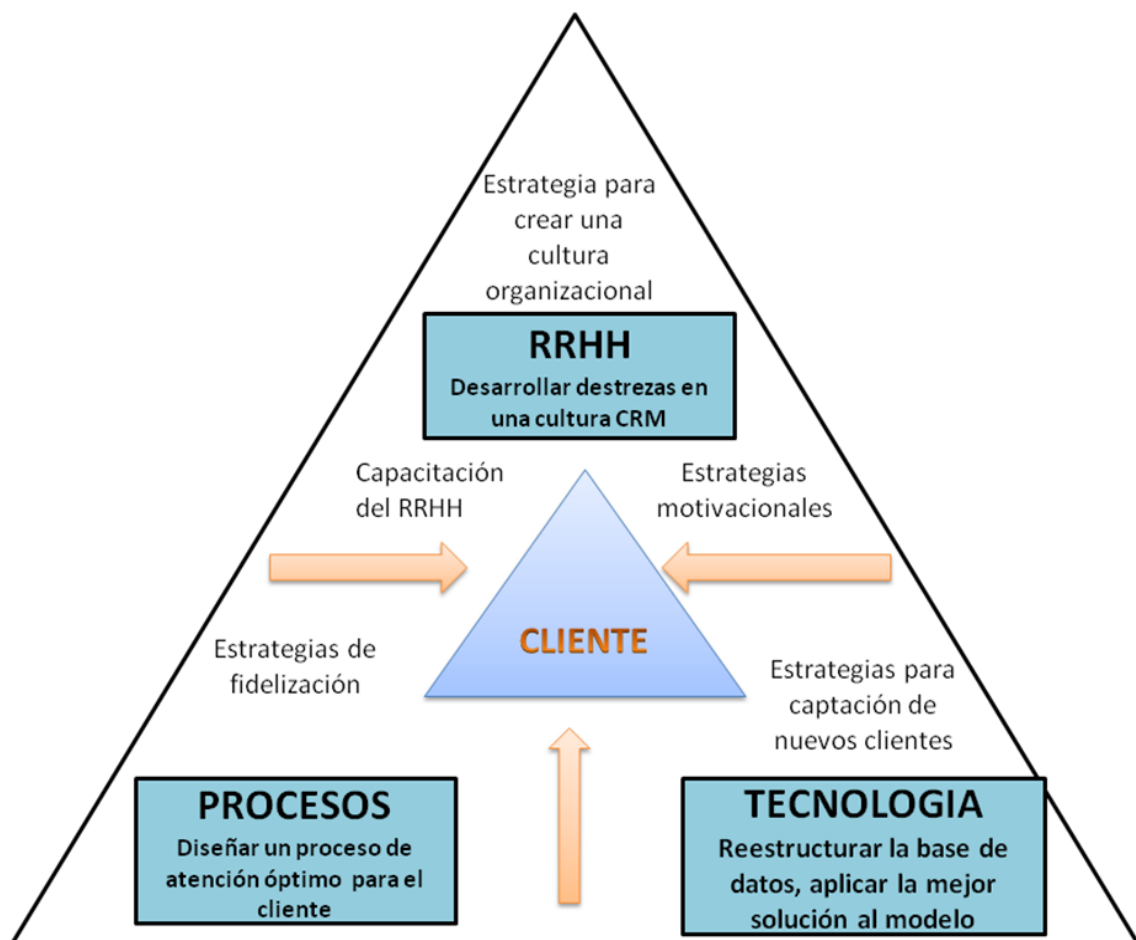 Estrategia para
crear una
cultura
organizacional
RRHH
Desarrollar destrezas en
una cultura CRM
Capacitación
del RRHH
Estrategias
motivacionales
CLIENTE
Estrategias de
fidelización
Estrategias para
captación de
nuevos clientes
PROCESOS
Diseñar un proceso de
atención óptimo para el
cliente
TECNOLOGIA
Reestructurar la base de
datos, aplicar la mejor
solución al modelo